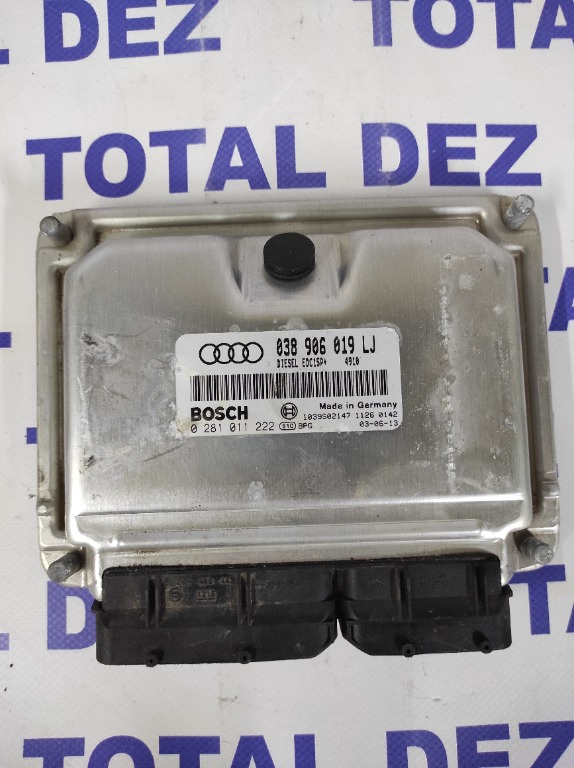 TOTAL DEZ
TOTAL DEZ
038 906 019 LJ
DIESEL EDC15P+ 4910
BOSCH
Made in Germany
1039S02147 1126 0142
0 281 011 222 e1C BPG 03-06-13
TOTAL DEZ